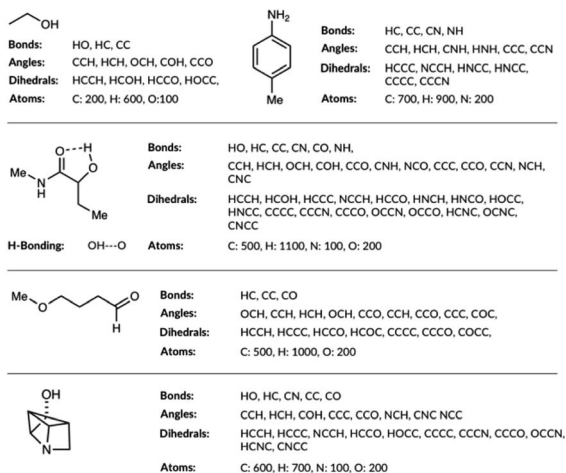 OH
Bonds: HO, HC, CC
Angles: CCH, HCH, OCH, COH, CCO
Dihedrals: HCCH, HCOH, HCCO, HOCC,
Atoms: C: 200, H: 600, O:100
NH2
Me
Bonds: HC, CC, CN, NH
Angles: CCH, HCH, CNH, HNH, CCC, CCN
Dihedrals: HCCC, NCCH, HNCC, HNCC,
CCCC, CCCN
Atoms: C: 700, H: 900, N: 200
O H
O
Me N
H
Me
H-Bonding: OH---O
Bonds: HO, HC, CC, CN, CO, NH,
Angles: CCH, HCH, OCH, COH, CCO, CNH, NCO, CCC, CCO, CCN, NCH,
CNC
Dihedrals: HCCH, HCOH, HCCC, NCCH, HCCO, HNCH, HNCO, HOCC,
HNCC, CCCC, CCCN, CCCO, OCCN, OCCO, HCNC, OCNC,
CNCC
Atoms: C: 500, H: 1100, N: 100, O: 200
Me O O
H
Bonds: HC, CC, CO
Angles: OCH, CCH, HCH, OCH, CCO, CCH, CCO, CCC, COC,
Dihedrals: HCCH, HCCC, HCCO, HCOC, CCCC, CCCO, COCC,
Atoms: C: 500, H: 1000, O: 200
OH
N
Bonds: HO, HC, CN, CC, CO
Angles: CCH, HCH, COH, CCC, CCO, NCH, CNC NCC
Dihedrals: HCCH, HCCC, NCCH, HCCO, HOCC, CCCC, CCCN, CCCO, OCCN,
HCNC, CNCC
Atoms: C: 600, H: 700, N: 100, O: 200